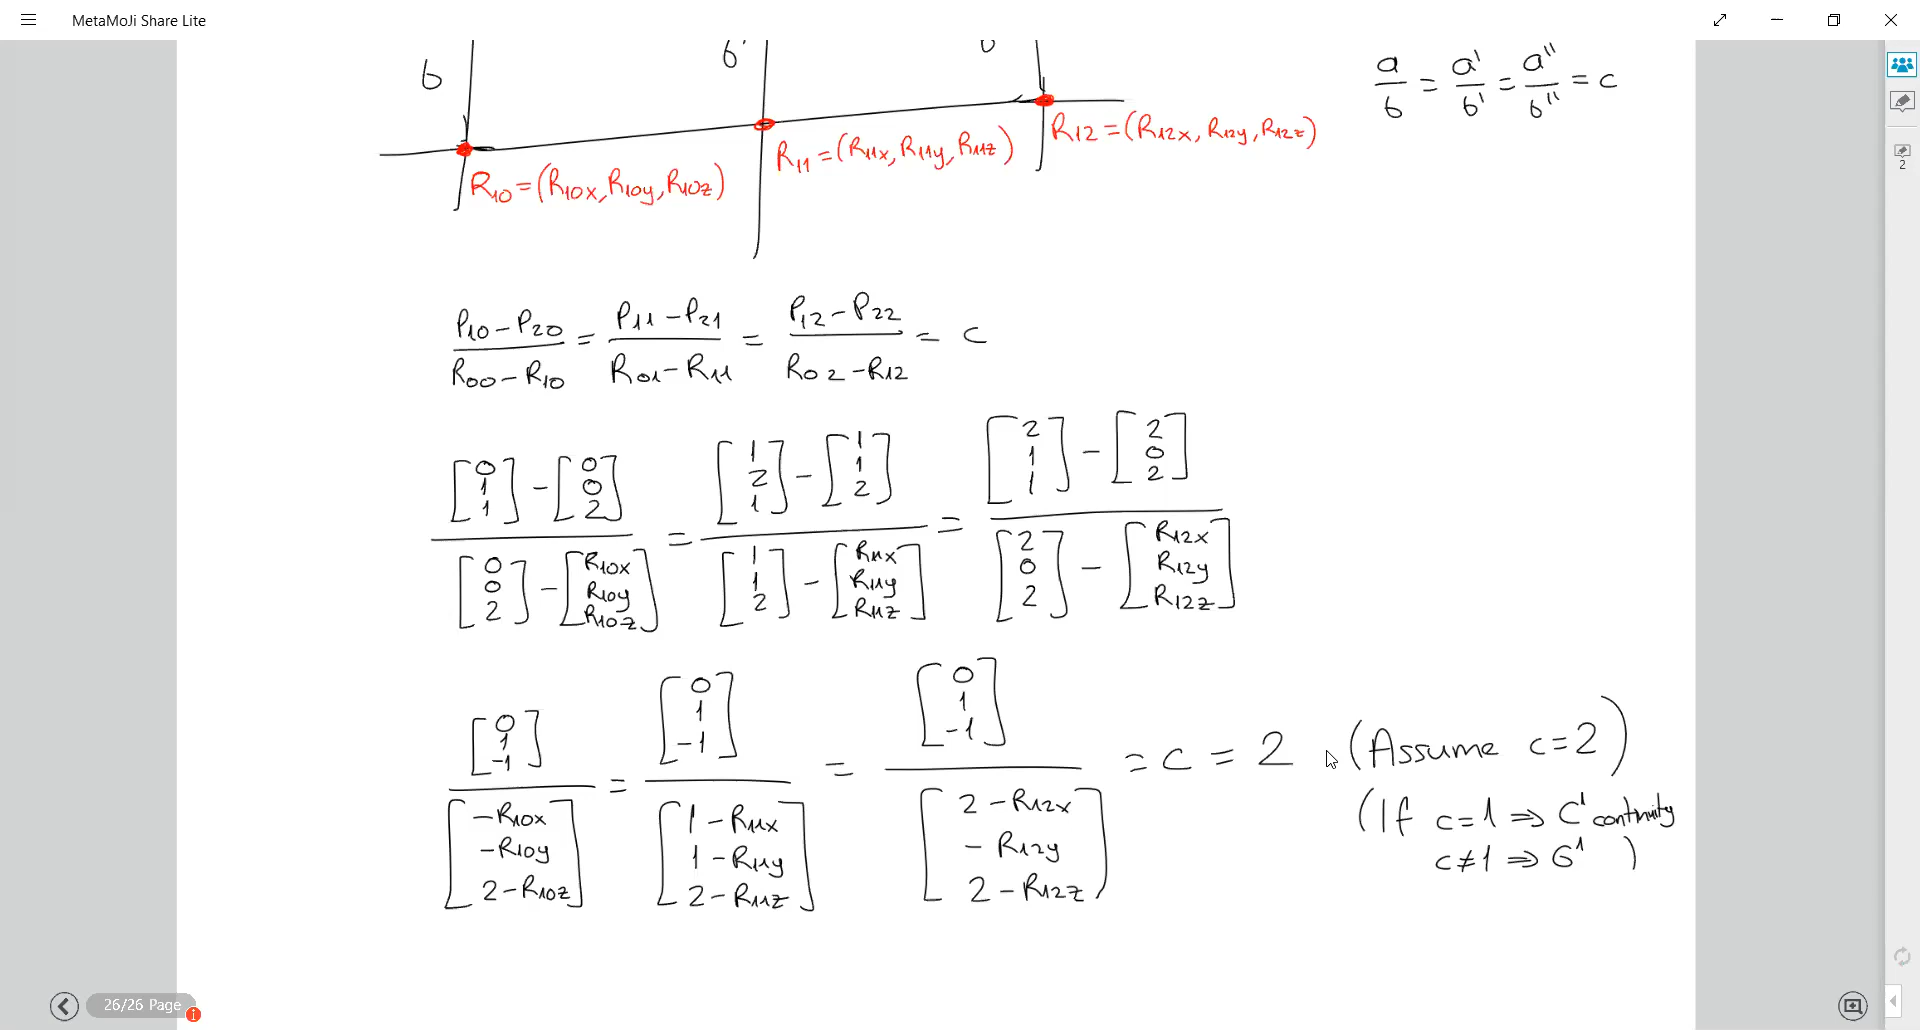 MetaMoJi Share Lite
6 6' a/b = a'/b' = a''/b'' = c
R12 = (R12x, R12y, R12z)
R11 = (R11x, R11y, R11z)
R10 = (R10x, R10y, R10z)
2
(P10 - P20)/(R00 - R10) = (P11 - P21)/(R01 - R11) = (P12 - P22)/(R02 - R12) = c
([0 1 1] - [0 0 2])/([0 0 2] - [R10x R10y R10z]) = ([1 2 1] - [1 1 2])/([1 1 2] - [R11x R11y R11z]) = ([2 1 1] - [2 0 2])/([2 0 2] - [R12x R12y R12z])
[0 1 -1]/[-R10x -R10y 2-R10z] = [0 1 -1]/[1-R11x 1-R11y 2-R11z] = [0 1 -1]/[2-R12x -R12y 2-R12z] = c = 2 (Assume c=2)
(If c=1 ⇒ C¹ continuity
c≠1 ⇒ G¹ )
26/26 Page